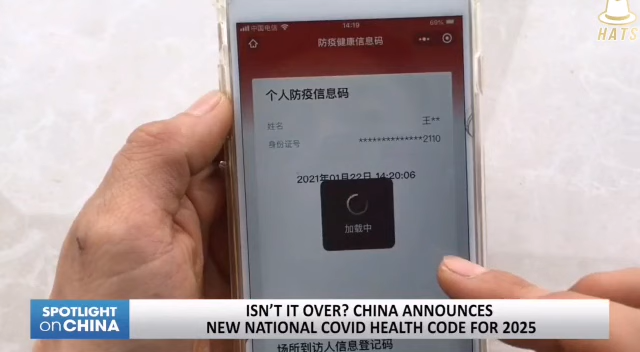 中国电信
14:19
69%
HATS
防疫健康信息码
个人防疫信息码
姓名
王**
身份证号
**************2110
2021年01月22日 14:20:06
加载中
SPOTLIGHT
on CHINA
ISN'T IT OVER? CHINA ANNOUNCES
NEW NATIONAL COVID HEALTH CODE FOR 2025
场所到访人信息登记码